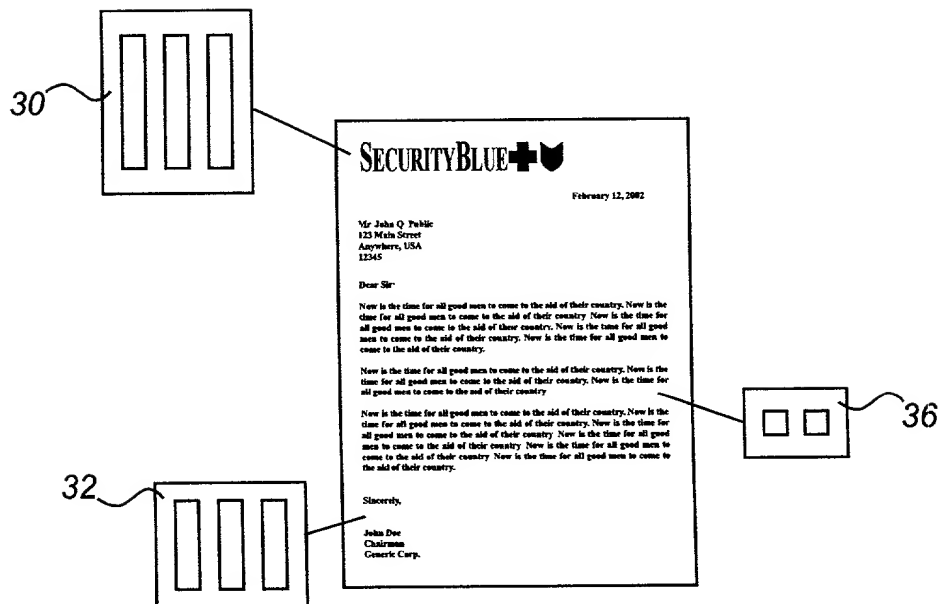 30
SECURITYBLUE
February 12, 2002
Mr John Q Public
123 Main Street
Anywhere, USA
12345
Dear Sir
Now is the time for all good men to come to the aid of their country. Now is the
time for all good men to come to the aid of their country Now is the time for
all good men to come to the aid of their country. Now is the time for all good
men to come to the aid of their country. Now is the time for all good men to
come to the aid of their country.
Now is the time for all good men to come to the aid of their country. Now is the
time for all good men to come to the aid of their country. Now is the time for
all good men to come to the aid of their country
Now is the time for all good men to come to the aid of their country. Now is the
time for all good men to come to the aid of their country. Now is the time for
all good men to come to the aid of their country Now is the time for all good
men to come to the aid of their country Now is the time for all good men to
come to the aid of their country Now is the time for all good men to come to
the aid of their country.
36
32
Sincerely,
John Doe
Chairman
Generic Corp.